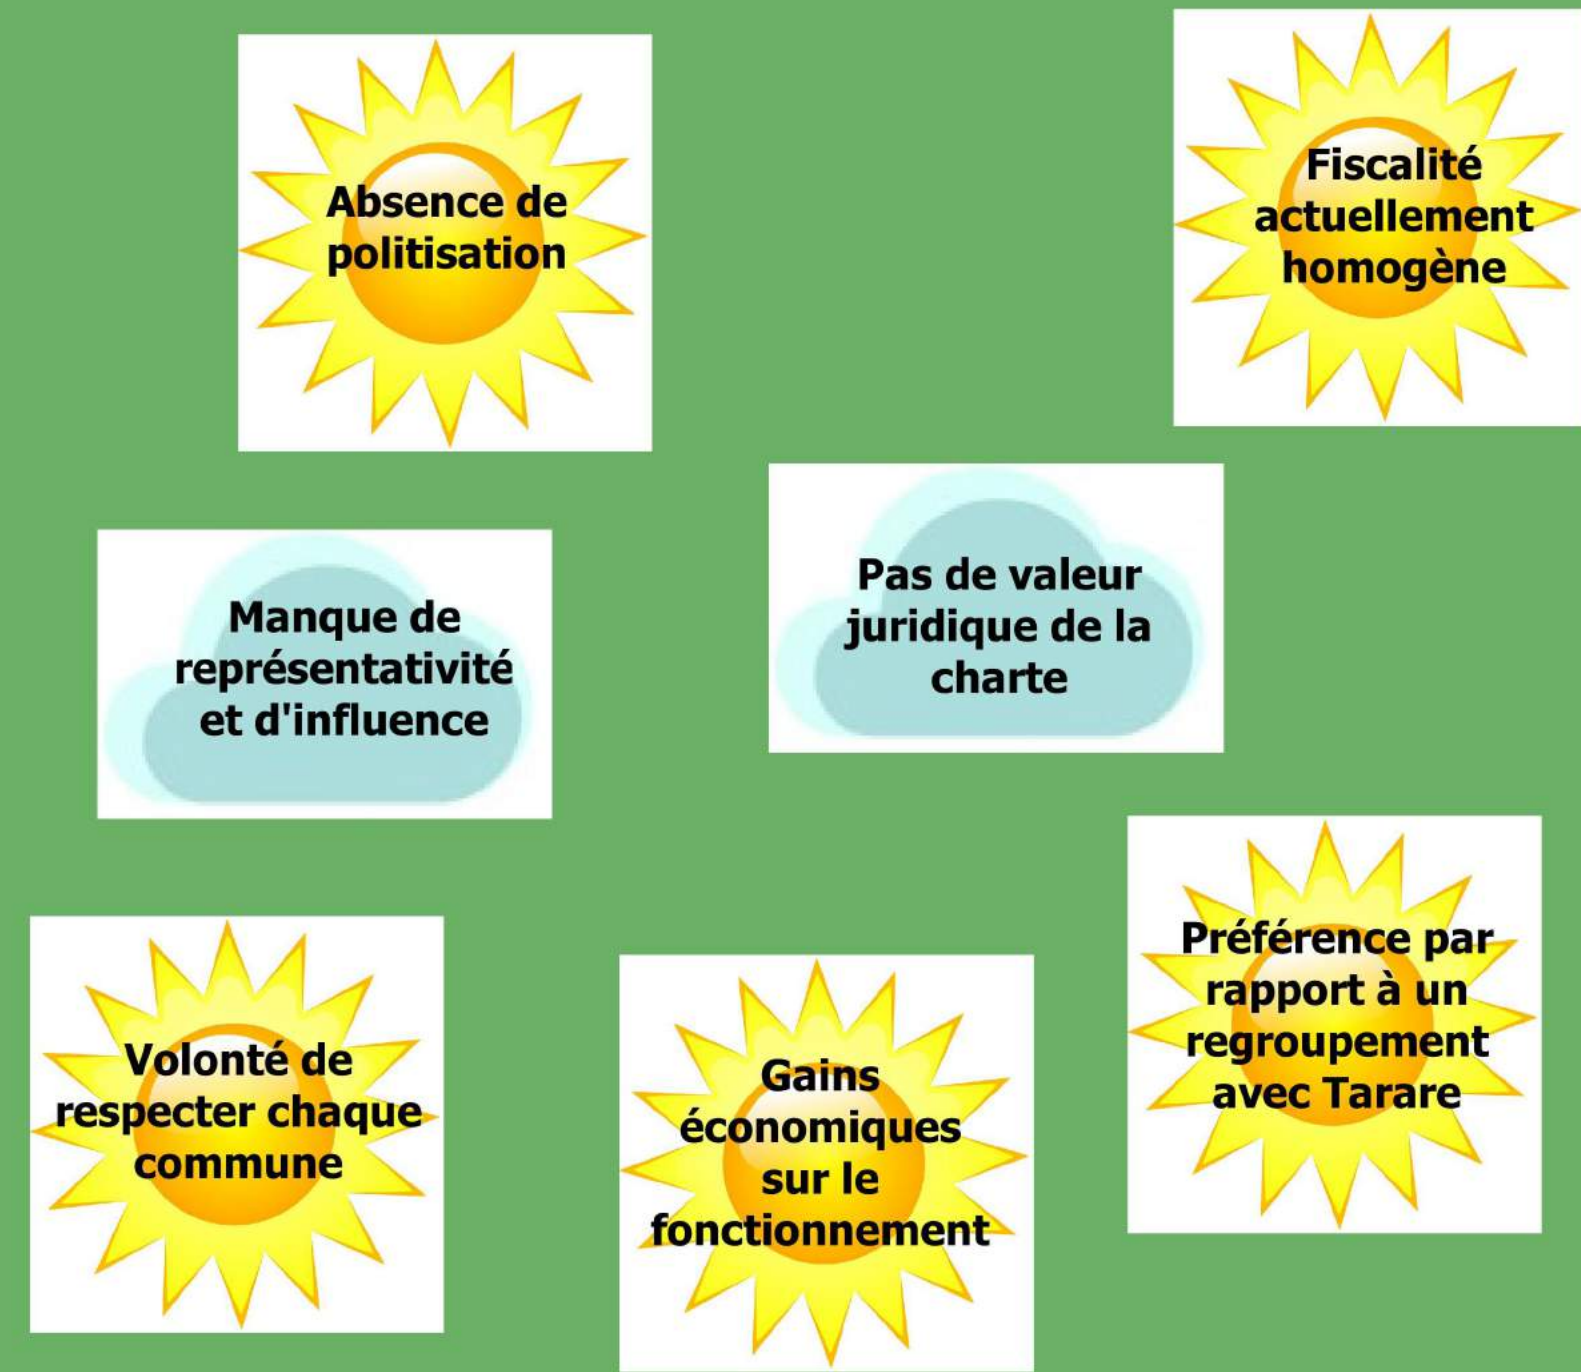 Absence de
politisation
Fiscalité
actuellement
homogène
Manque de
représentativité
et d'influence
Pas de valeur
juridique de la
charte
Volonté de
respecter chaque
commune
Gains
économiques
sur le
fonctionnement
Préférence par
rapport à un
regroupement
avec Tarare